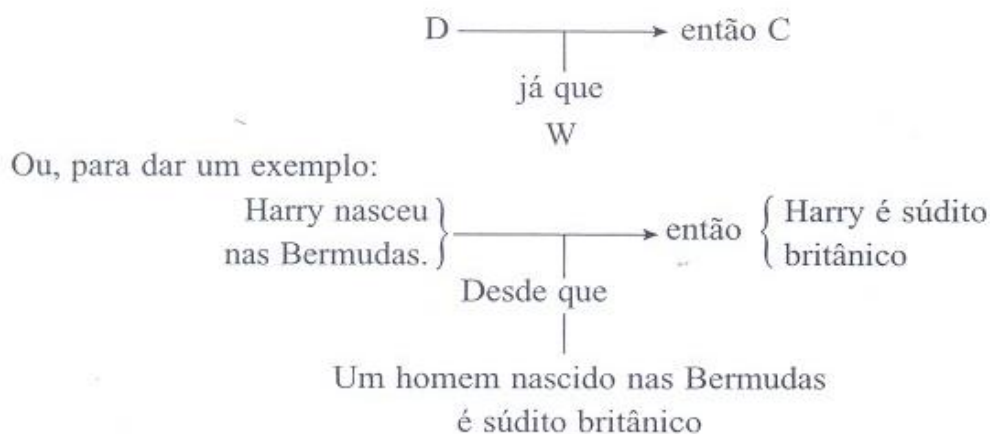 D então C
já que
W
Ou, para dar um exemplo:
Harry nasceu então Harry é súdito
nas Bermudas. britânico
Desde que
Um homem nascido nas Bermudas
é súdito britânico